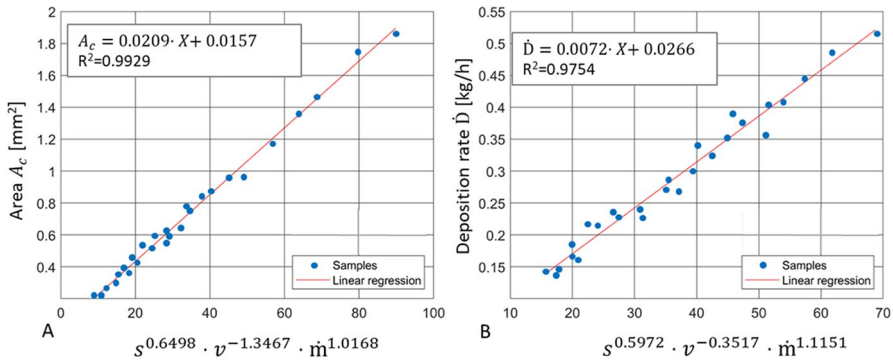 A_c = 0.0209· X+ 0.0157
R²=0.9929
Area A_c [mm²]
2
1.8
1.6
1.4
1.2
1
0.8
0.6
0.4
0
20
40
60
80
100
Samples
Linear regression
A
s^0.6498 · v^-1.3467 · ṁ^1.0168
Ḋ = 0.0072· X+ 0.0266
R²=0.9754
Deposition rate Ḋ [kg/h]
0.55
0.5
0.45
0.4
0.35
0.3
0.25
0.2
0.15
0.1
10
20
30
40
50
60
70
Samples
Linear regression
B
s^0.5972 · v^-0.3517 · ṁ^1.1151